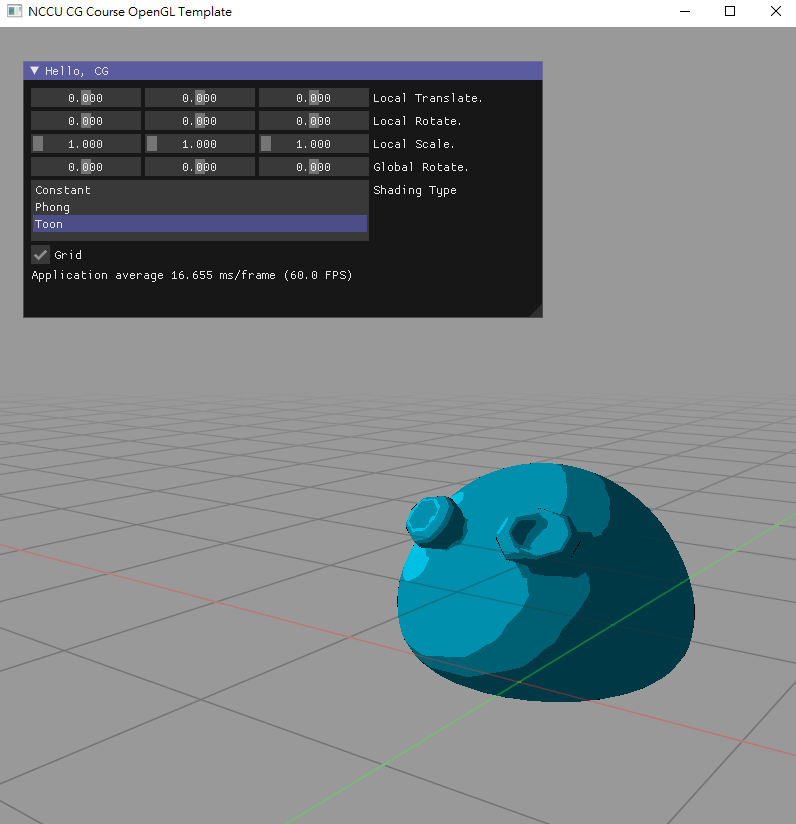 NCCU CG Course OpenGL Template
Hello, CG
0.000 0.000 0.000 Local Translate.
0.000 0.000 0.000 Local Rotate.
1.000 1.000 1.000 Local Scale.
0.000 0.000 0.000 Global Rotate.
Constant Shading Type
Phong
Toon
Grid
Application average 16.655 ms/frame (60.0 FPS)